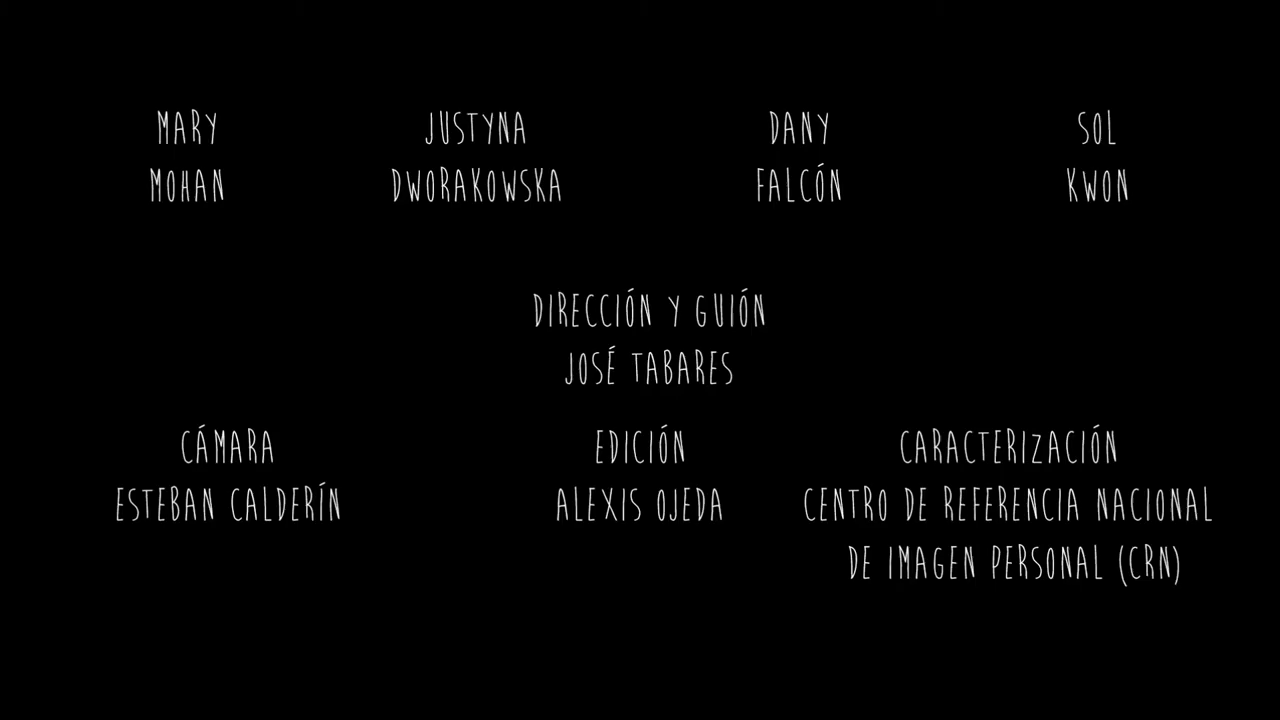 MARY JUSTYNA DANY SOL
MOHAN DWORAKOWSKA FALCÓN KWON
DIRECCIÓN Y GUIÓN
JOSÉ TABARES
CÁMARA EDICIÓN CARACTERIZACIÓN
ESTEBAN CALDERÍN ALEXIS OJEDA CENTRO DE REFERENCIA NACIONAL
DE IMAGEN PERSONAL (CRN)